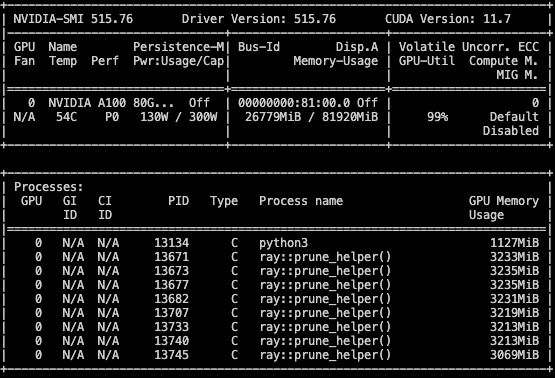 NVIDIA-SMI 515.76 Driver Version: 515.76 CUDA Version: 11.7
GPU Name Persistence-M| Bus-Id Disp.A | Volatile Uncorr. ECC
Fan Temp Perf Pwr:Usage/Cap| Memory-Usage | GPU-Util Compute M.
MIG M.
0 NVIDIA A100 80G... Off | 00000000:81:00.0 Off | 0
N/A 54C P0 130W / 300W | 26779MiB / 81920MiB | 99% Default
Disabled
Processes:
GPU GI CI PID Type Process name GPU Memory
ID ID Usage
0 N/A N/A 13134 C python3 1127MiB
0 N/A N/A 13671 C ray::prune_helper() 3233MiB
0 N/A N/A 13673 C ray::prune_helper() 3235MiB
0 N/A N/A 13677 C ray::prune_helper() 3235MiB
0 N/A N/A 13682 C ray::prune_helper() 3231MiB
0 N/A N/A 13707 C ray::prune_helper() 3219MiB
0 N/A N/A 13733 C ray::prune_helper() 3213MiB
0 N/A N/A 13740 C ray::prune_helper() 3213MiB
0 N/A N/A 13745 C ray::prune_helper() 3069MiB